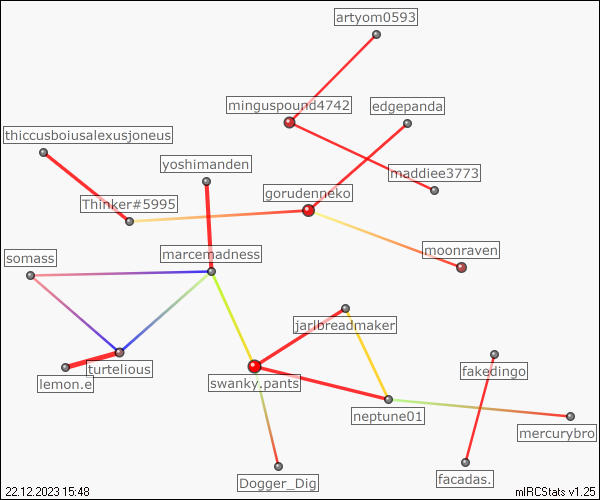 artyom0593
minguspound4742
edgepanda
thiccusboiusalexusjoneus
yoshimanden
maddiee3773
Thinker#5995
gorudenneko
somass
marcemadness
moonraven
jarlbreadmaker
turtelious
fakedingo
lemon.e
swanky.pants
neptune01
mercurybro
Dogger_Dig
facadas.
22.12.2023 15:48
mIRCStats v1.25